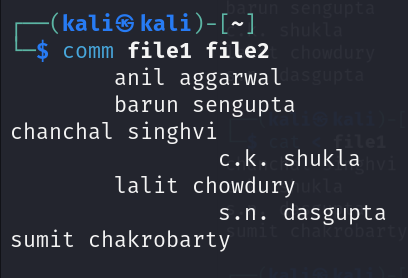 (kali㉿kali)-[~]
$ comm file1 file2
anil aggarwal
barun sengupta
chanchal singhvi
c.k. shukla
lalit chowdury
s.n. dasgupta
sumit chakrobarty